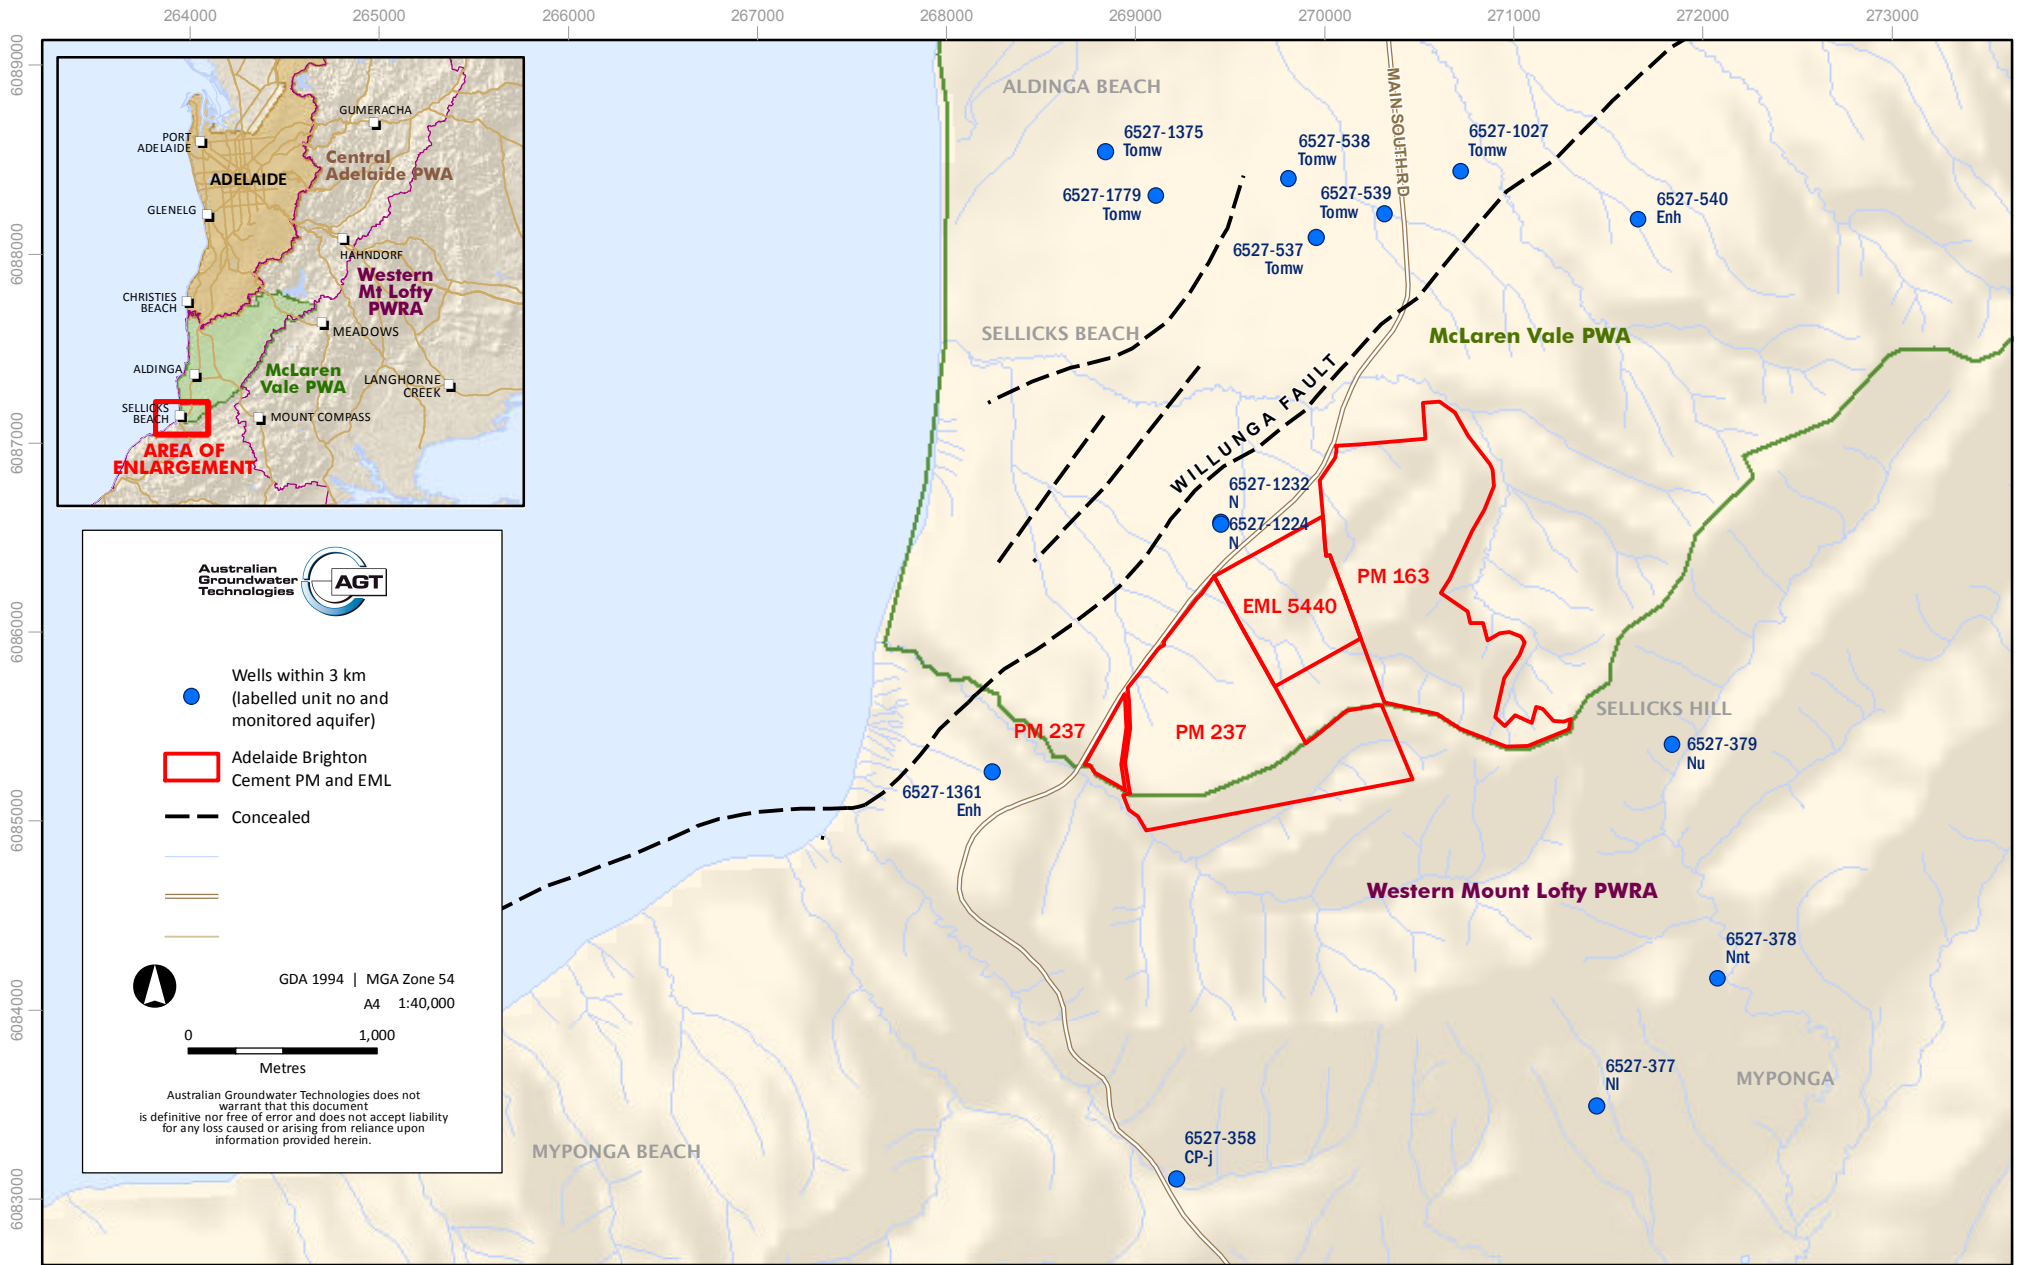 264000
265000
266000
267000
268000
269000
270000
271000
272000
273000
6089000
6088000
6087000
6086000
6085000
6084000
6083000
GUMERACHA
PORT
ADELAIDE
Central
Adelaide PWA
ADELAIDE
GLENELG
HAHNDORF
Western
Mt Lofty
PWRA
CHRISTIES
BEACH
MEADOWS
ALDINGA
McLaren
Vale PWA
LANGHORNE
CREEK
SELLICKS
BEACH
MOUNT COMPASS
AREA OF
ENLARGEMENT
Australian
Groundwater
Technologies
AGT
Wells within 3 km
(labelled unit no and
monitored aquifer)
Adelaide Brighton
Cement PM and EML
Concealed
GDA 1994 | MGA Zone 54
A4 1:40,000
0 1,000
Metres
Australian Groundwater Technologies does not
warrant that this document
is definitive nor free of error and does not accept liability
for any loss caused or arising from reliance upon
information provided herein.
ALDINGA BEACH
MAIN SOUTH RD
6527-1375
Tomw
6527-538
Tomw
6527-1027
Tomw
6527-1779
Tomw
6527-539
Tomw
6527-540
Enh
6527-537
Tomw
SELLICKS BEACH
McLaren Vale PWA
WILLUNGA FAULT
6527-1232
N
6527-1224
N
PM 163
EML 5440
PM 237
PM 237
SELLICKS HILL
6527-379
Nu
6527-1361
Enh
Western Mount Lofty PWRA
6527-378
Nnt
6527-377
Nl
MYPONGA
6527-358
CP-j
MYPONGA BEACH